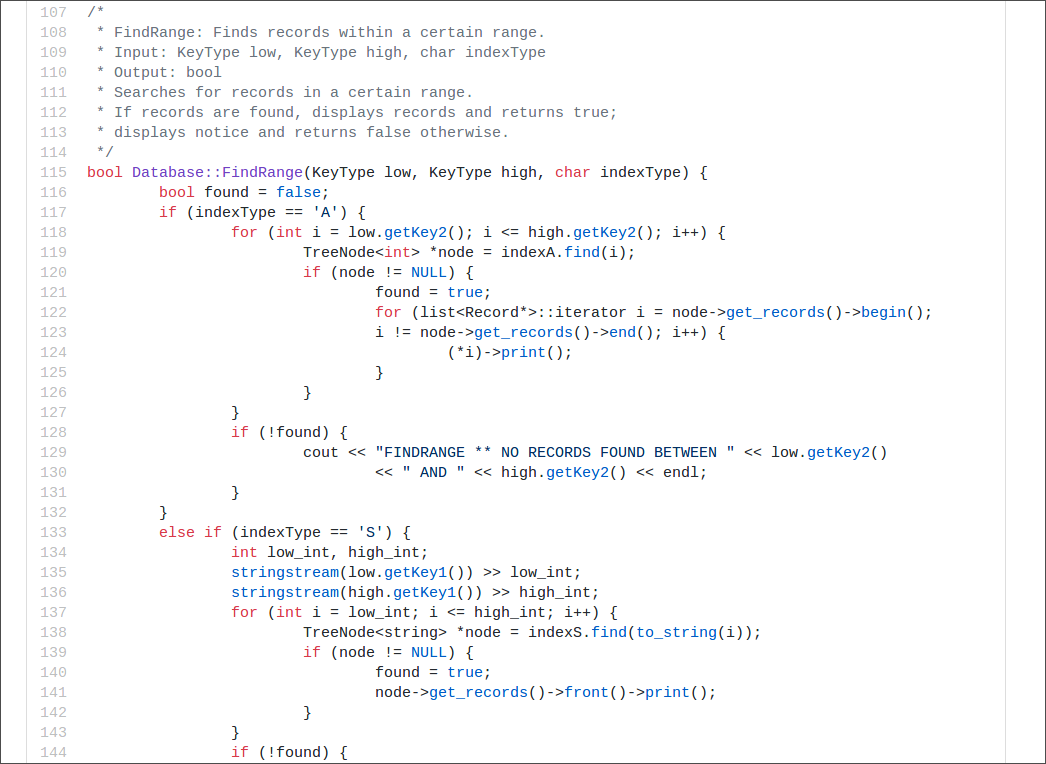 107 /*
108  * FindRange: Finds records within a certain range.
109  * Input: KeyType low, KeyType high, char indexType
110  * Output: bool
111  * Searches for records in a certain range.
112  * If records are found, displays records and returns true;
113  * displays notice and returns false otherwise.
114  */
115 bool Database::FindRange(KeyType low, KeyType high, char indexType) {
116         bool found = false;
117         if (indexType == 'A') {
118                 for (int i = low.getKey2(); i <= high.getKey2(); i++) {
119                         TreeNode<int> *node = indexA.find(i);
120                         if (node != NULL) {
121                                 found = true;
122                                 for (list<Record*>::iterator i = node->get_records()->begin();
123                                 i != node->get_records()->end(); i++) {
124                                         (*i)->print();
125                                 }
126                         }
127                 }
128                 if (!found) {
129                         cout << "FINDRANGE ** NO RECORDS FOUND BETWEEN " << low.getKey2()
130                                 << " AND " << high.getKey2() << endl;
131                 }
132         }
133         else if (indexType == 'S') {
134                 int low_int, high_int;
135                 stringstream(low.getKey1()) >> low_int;
136                 stringstream(high.getKey1()) >> high_int;
137                 for (int i = low_int; i <= high_int; i++) {
138                         TreeNode<string> *node = indexS.find(to_string(i));
139                         if (node != NULL) {
140                                 found = true;
141                                 node->get_records()->front()->print();
142                         }
143                 }
144                 if (!found) {